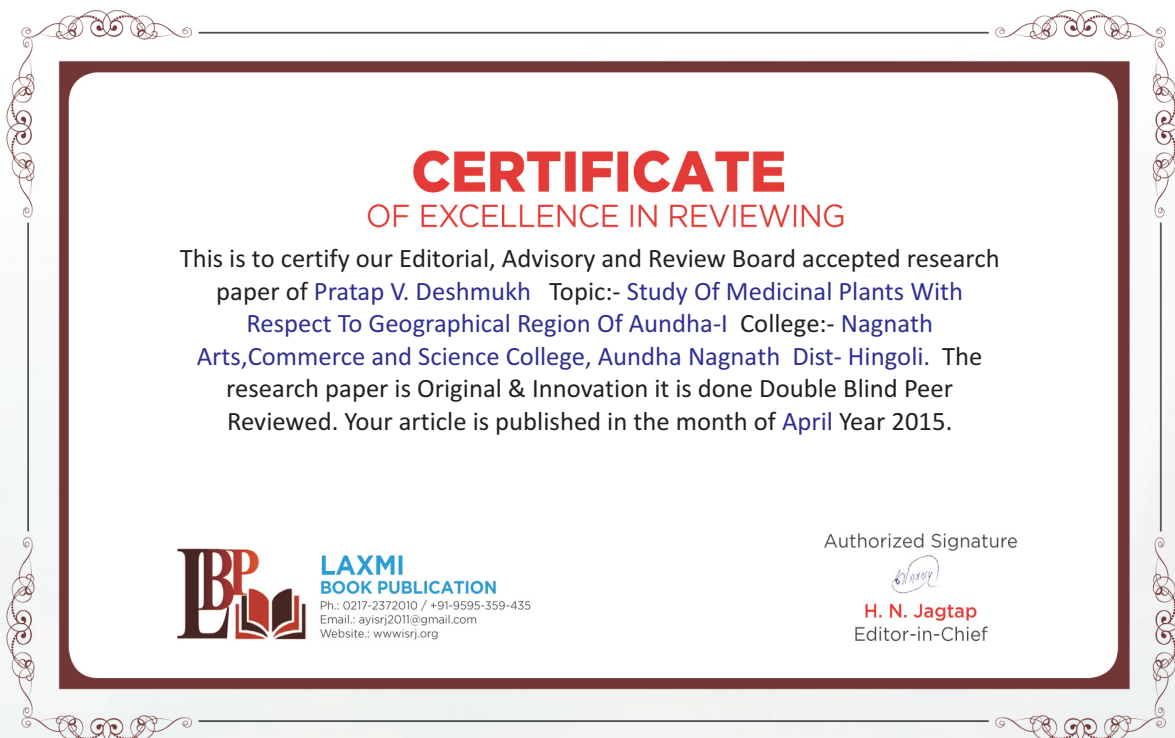 CERTIFICATE
OF EXCELLENCE IN REVIEWING
This is to certify our Editorial, Advisory and Review Board accepted research
paper of Pratap V. Deshmukh Topic:- Study Of Medicinal Plants With
Respect To Geographical Region Of Aundha-I College:- Nagnath
Arts,Commerce and Science College, Aundha Nagnath Dist- Hingoli. The
research paper is Original & Innovation it is done Double Blind Peer
Reviewed. Your article is published in the month of April Year 2015.
LBP
LAXMI
BOOK PUBLICATION
Ph.: 0217-2372010 / +91-9595-359-435
Email.: ayisrj2011@gmail.com
Website.: wwwisrj.org
Authorized Signature
H. N. Jagtap
Editor-in-Chief